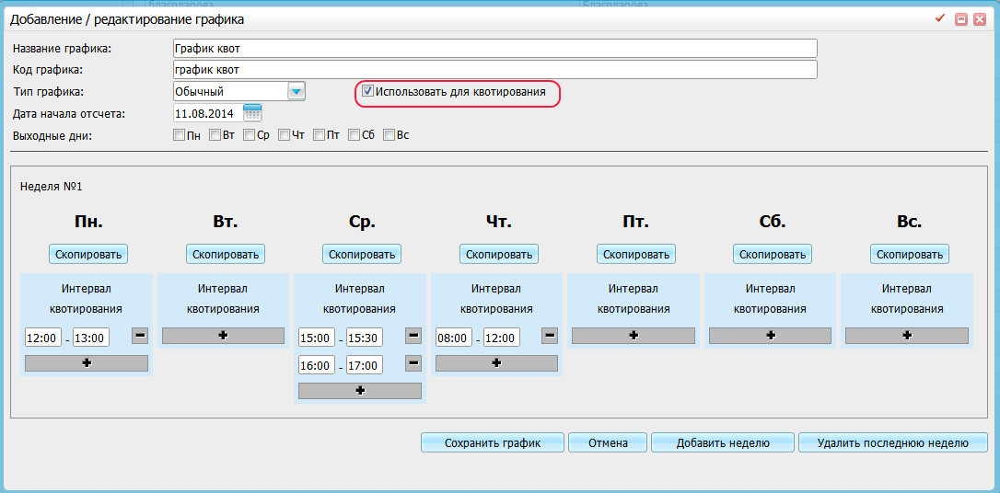 Благодарова Благодарова
Добавление / редактирование графика
Название графика: График квот
Код графика: график квот
Тип графика: Обычный Использовать для квотирования
Дата начала отсчета: 11.08.2014
Выходные дни: Пн Вт Ср Чт Пт Сб Вс
Неделя №1
Пн. Вт. Ср. Чт. Пт. Сб. Вс.
Скопировать Скопировать Скопировать Скопировать Скопировать Скопировать Скопировать
Интервал Интервал Интервал Интервал Интервал Интервал Интервал
квотирования квотирования квотирования квотирования квотирования квотирования квотирования
12:00 - 13:00 15:00 - 15:30 08:00 - 12:00
16:00 - 17:00
Сохранить график Отмена Добавить неделю Удалить последнюю неделю